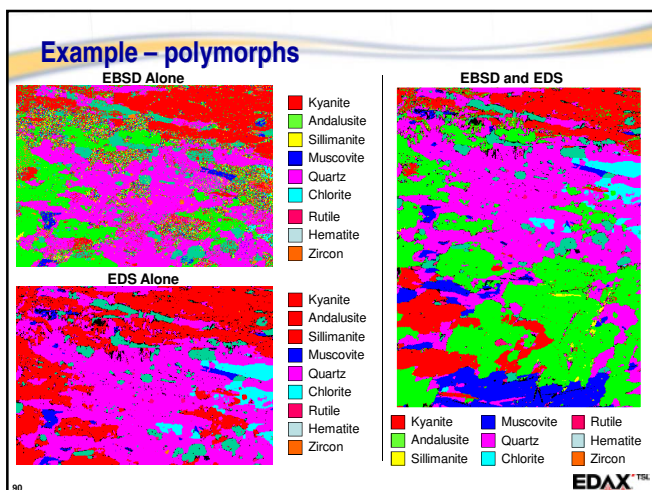 Example – polymorphs
EBSD Alone
Kyanite
Andalusite
Sillimanite
Muscovite
Quartz
Chlorite
Rutile
Hematite
Zircon
EDS Alone
Kyanite
Andalusite
Sillimanite
Muscovite
Quartz
Chlorite
Rutile
Hematite
Zircon
EBSD and EDS
Kyanite Muscovite Rutile
Andalusite Quartz Hematite
Sillimanite Chlorite Zircon
90
EDAX TSL